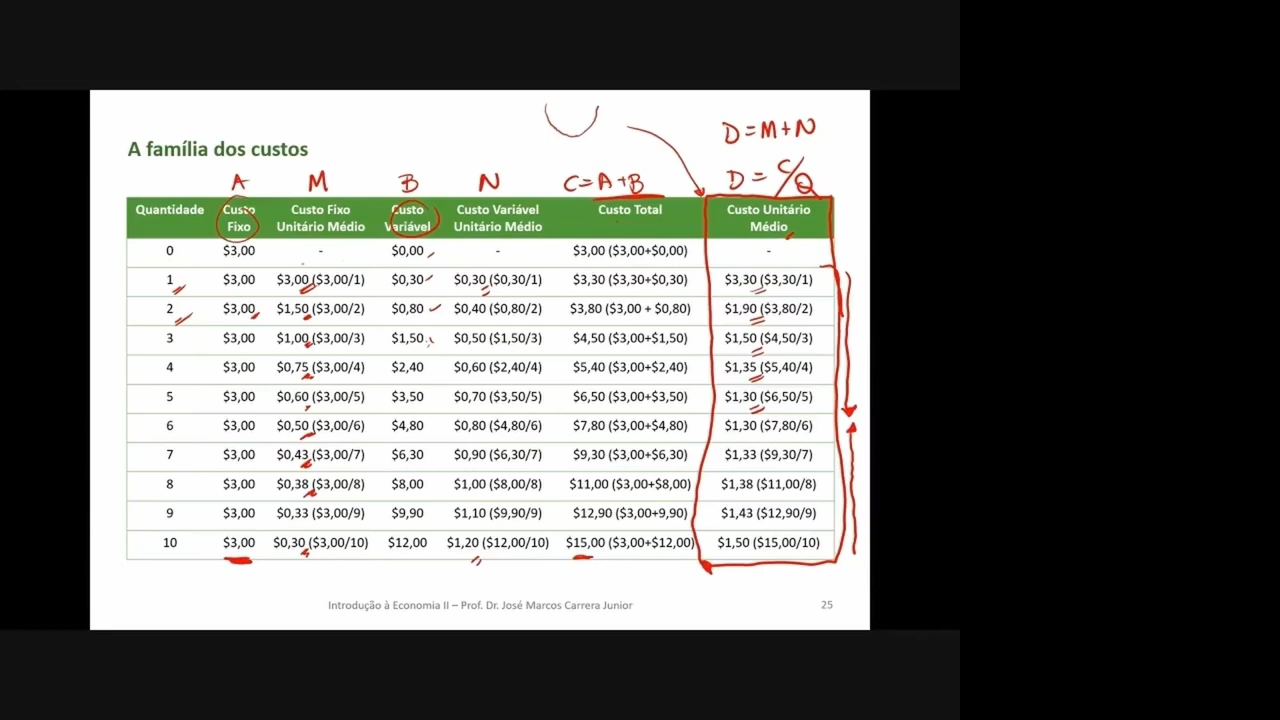 D=M+N
A família dos custos
A M B N C=A+B D=C/Q
Quantidade Custo Fixo Custo Fixo Unitário Médio Custo Variável Custo Variável Unitário Médio Custo Total Custo Unitário Médio
0 $3,00 - $0,00 - $3,00 ($3,00+$0,00) -
1 $3,00 $3,00 ($3,00/1) $0,30 $0,30 ($0,30/1) $3,30 ($3,30+$0,30) $3,30 ($3,30/1)
2 $3,00 $1,50 ($3,00/2) $0,80 $0,40 ($0,80/2) $3,80 ($3,00 + $0,80) $1,90 ($3,80/2)
3 $3,00 $1,00 ($3,00/3) $1,50 $0,50 ($1,50/3) $4,50 ($3,00+$1,50) $1,50 ($4,50/3)
4 $3,00 $0,75 ($3,00/4) $2,40 $0,60 ($2,40/4) $5,40 ($3,00+$2,40) $1,35 ($5,40/4)
5 $3,00 $0,60 ($3,00/5) $3,50 $0,70 ($3,50/5) $6,50 ($3,00+$3,50) $1,30 ($6,50/5)
6 $3,00 $0,50 ($3,00/6) $4,80 $0,80 ($4,80/6) $7,80 ($3,00+$4,80) $1,30 ($7,80/6)
7 $3,00 $0,43 ($3,00/7) $6,30 $0,90 ($6,30/7) $9,30 ($3,00+$6,30) $1,33 ($9,30/7)
8 $3,00 $0,38 ($3,00/8) $8,00 $1,00 ($8,00/8) $11,00 ($3,00+$8,00) $1,38 ($11,00/8)
9 $3,00 $0,33 ($3,00/9) $9,90 $1,10 ($9,90/9) $12,90 ($3,00+9,90) $1,43 ($12,90/9)
10 $3,00 $0,30 ($3,00/10) $12,00 $1,20 ($12,00/10) $15,00 ($3,00+$12,00) $1,50 ($15,00/10)
Introdução à Economia II – Prof. Dr. José Marcos Carrera Junior 25